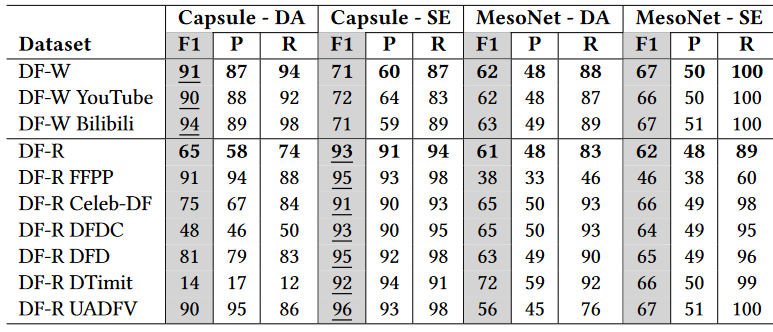 Capsule - DA Capsule - SE MesoNet - DA MesoNet - SE
Dataset F1 P R F1 P R F1 P R F1 P R
DF-W 91 87 94 71 60 87 62 48 88 67 50 100
DF-W YouTube 90 88 92 72 64 83 62 48 87 66 50 100
DF-W Bilibili 94 89 98 71 59 89 63 49 89 67 51 100
DF-R 65 58 74 93 91 94 61 48 83 62 48 89
DF-R FFPP 91 94 88 95 93 98 38 33 46 46 38 60
DF-R Celeb-DF 75 67 84 91 90 93 65 50 93 66 49 98
DF-R DFDC 48 46 50 93 90 95 65 50 93 64 49 95
DF-R DFD 81 79 83 95 92 98 63 49 90 65 49 96
DF-R DTimit 14 17 12 92 94 91 72 59 92 66 50 99
DF-R UADFV 90 95 86 96 93 98 56 45 76 67 51 100